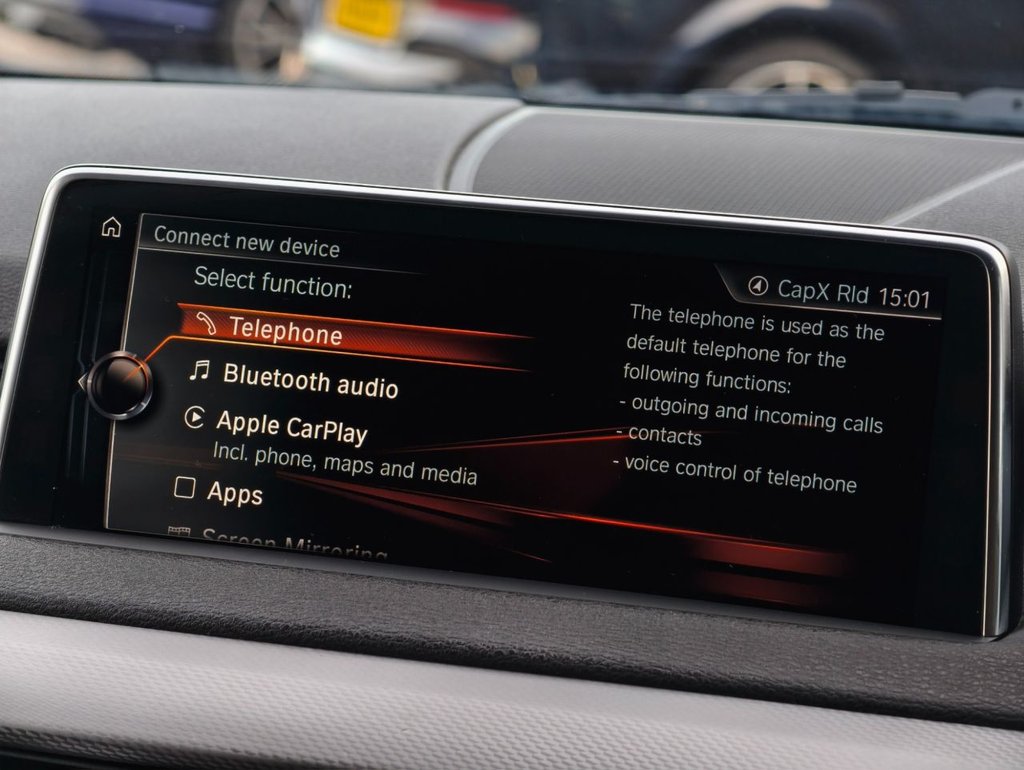 Connect new device
CapX Rld 15:01
Select function:
Telephone
Bluetooth audio
Apple CarPlay
Incl. phone, maps and media
Apps
Screen Mirroring
The telephone is used as the
default telephone for the
following functions:
- outgoing and incoming calls
- contacts
- voice control of telephone